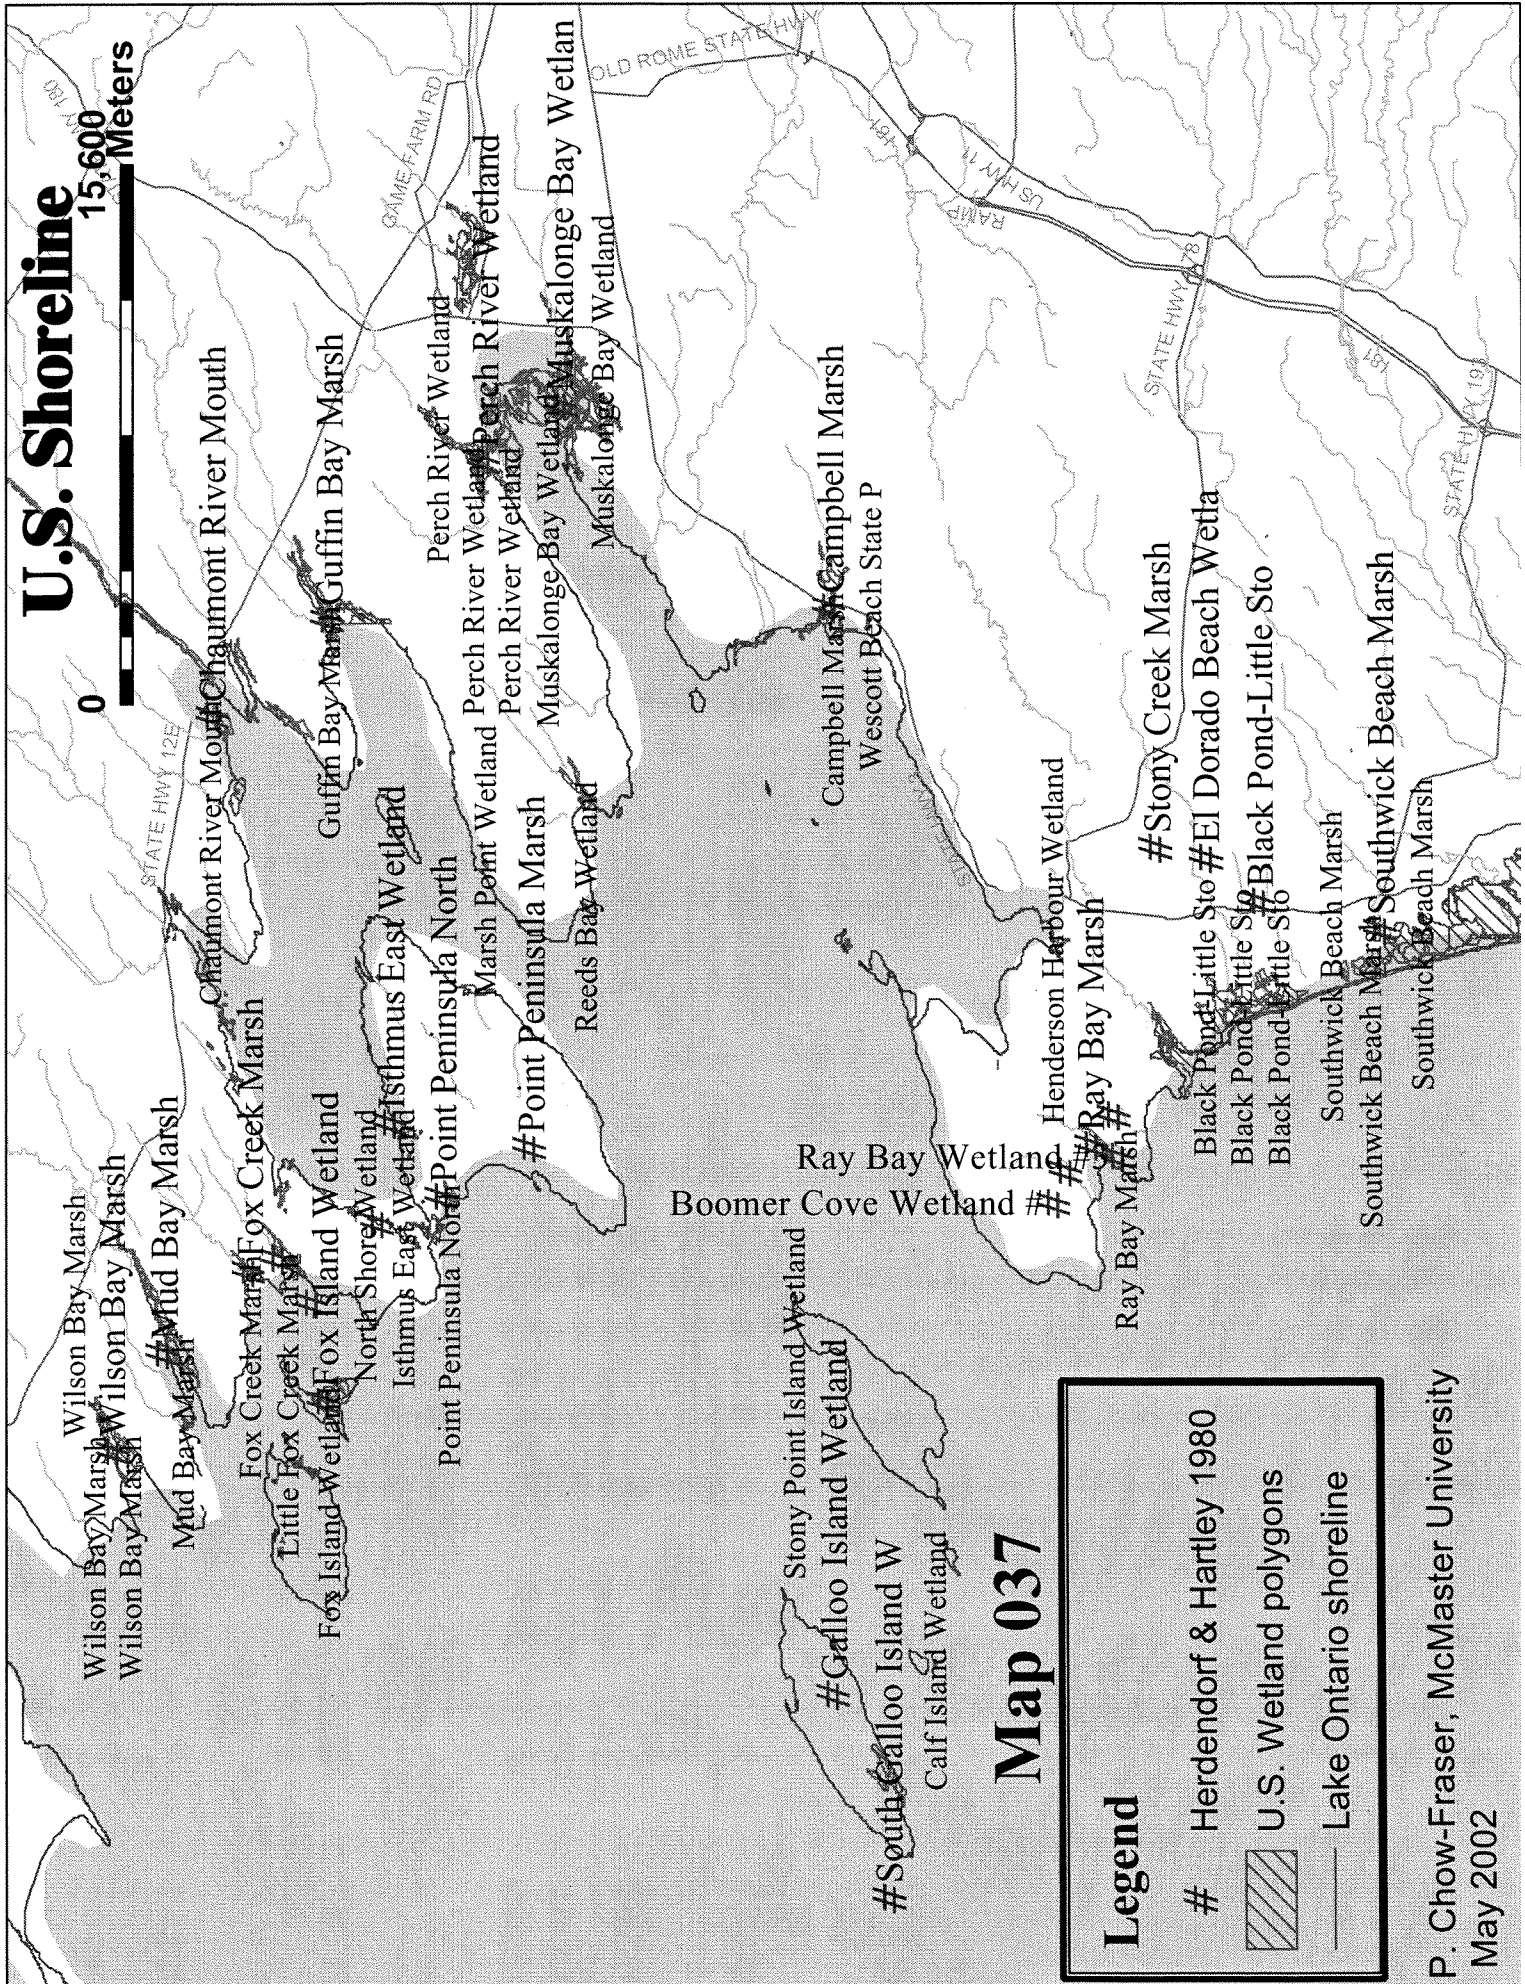 U.S. Shoreline
0 15,600
Meters
Wilson Bay Marsh
Wilson Bay Marsh
#Wilson Bay Marsh
Wilson Bay Marsh
#Mud Bay Marsh
Mud Bay Marsh
STATE HWY 12E
Chaumont River Mouth
Chaumont River Mouth
#Chaumont River Mouth
#Fox Creek Marsh
Fox Creek Marsh
Little Fox Creek Marsh
#Fox Island Wetland
Fox Island Wetland
Guffin Bay Marsh
#Guffin Bay Marsh
North Shore Wetland
#Isthmus East Wetland
Isthmus East Wetland
#Point Peninsula North
Point Peninsula North
GAME FARM RD
Perch River Wetland
Perch River Wetland
#Perch River Wetland
Perch River Wetland
Marsh Point Wetland
#Point Peninsula Marsh
Muskalonge Bay Wetland
#Muskalonge Bay Wetlan
Muskalonge Bay Wetland
Reeds Bay Wetland
OLD ROME STATE HWY
I81
US HWY 11
RAMP
Campbell Marsh
#Campbell Marsh
Wescott Beach State P
Stony Point Island Wetland
#Galloo Island Wetland
#South Galloo Island W
Calf Island Wetland
Ray Bay Wetland #
Boomer Cove Wetland #
Henderson Harbour Wetland
#Ray Bay Marsh
Ray Bay Marsh
#Stony Creek Marsh
STATE HWY 178
#El Dorado Beach Wetla
Black Pond-Little Sto
Black Pond-Little Sto
#Black Pond-Little Sto
Black Pond-Little Sto
Southwick Beach Marsh
Southwick Beach Marsh
#Southwick Beach Marsh
Southwick Beach Marsh
I81
STATE HWY 193
Map 037
Legend
# Herdendorf & Hartley 1980
U.S. Wetland polygons
Lake Ontario shoreline
P. Chow-Fraser, McMaster University
May 2002